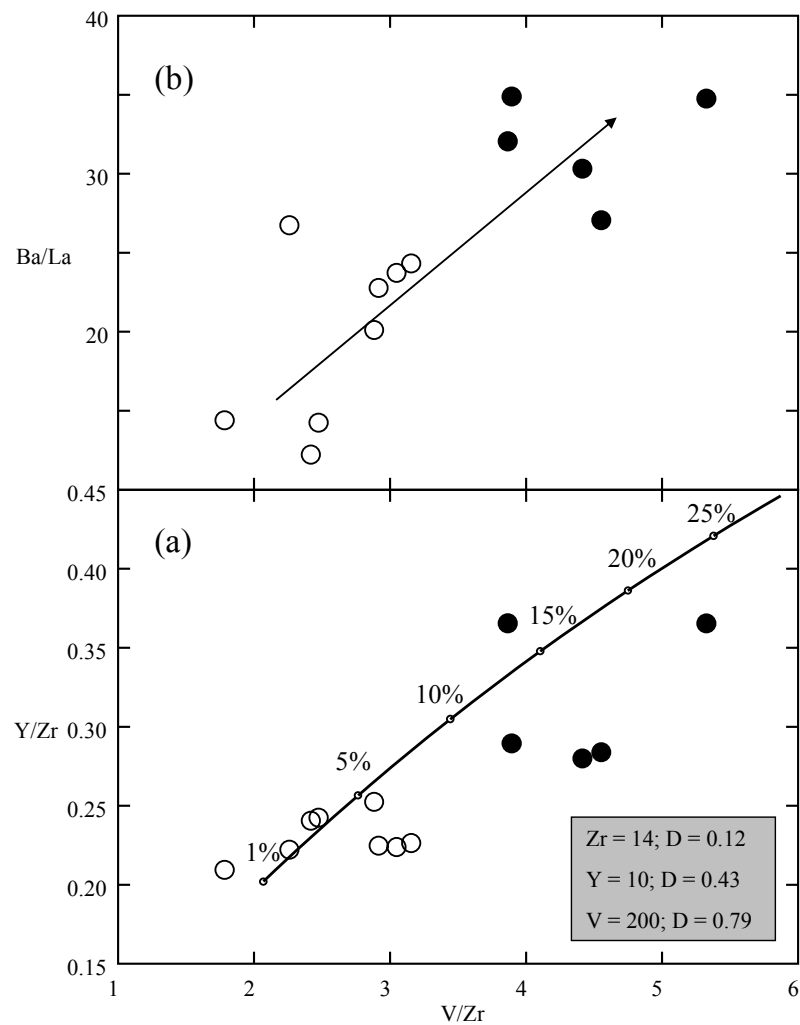 40
(b)
30
Ba/La
20
0.45
25%
(a)
20%
0.40
15%
0.35
10%
Y/Zr 0.30
5%
0.25
1%
Zr = 14; D = 0.12
0.20
Y = 10; D = 0.43
V = 200; D = 0.79
0.15
1 2 3 4 5 6
V/Zr